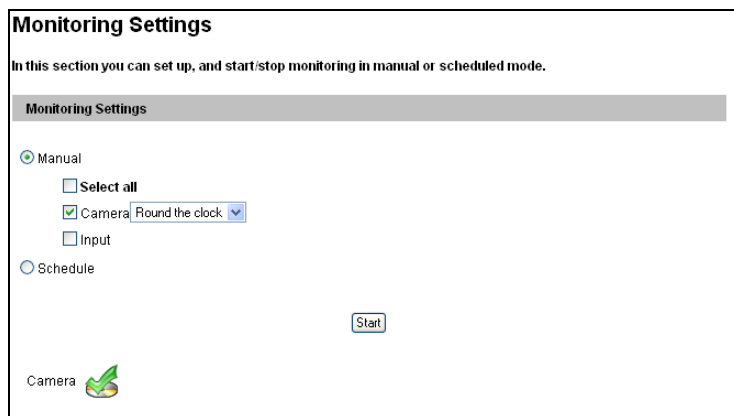 Monitoring Settings
In this section you can set up, and start/stop monitoring in manual or scheduled mode.
Monitoring Settings
Manual
Select all
Camera Round the clock
Input
Schedule
Start
Camera